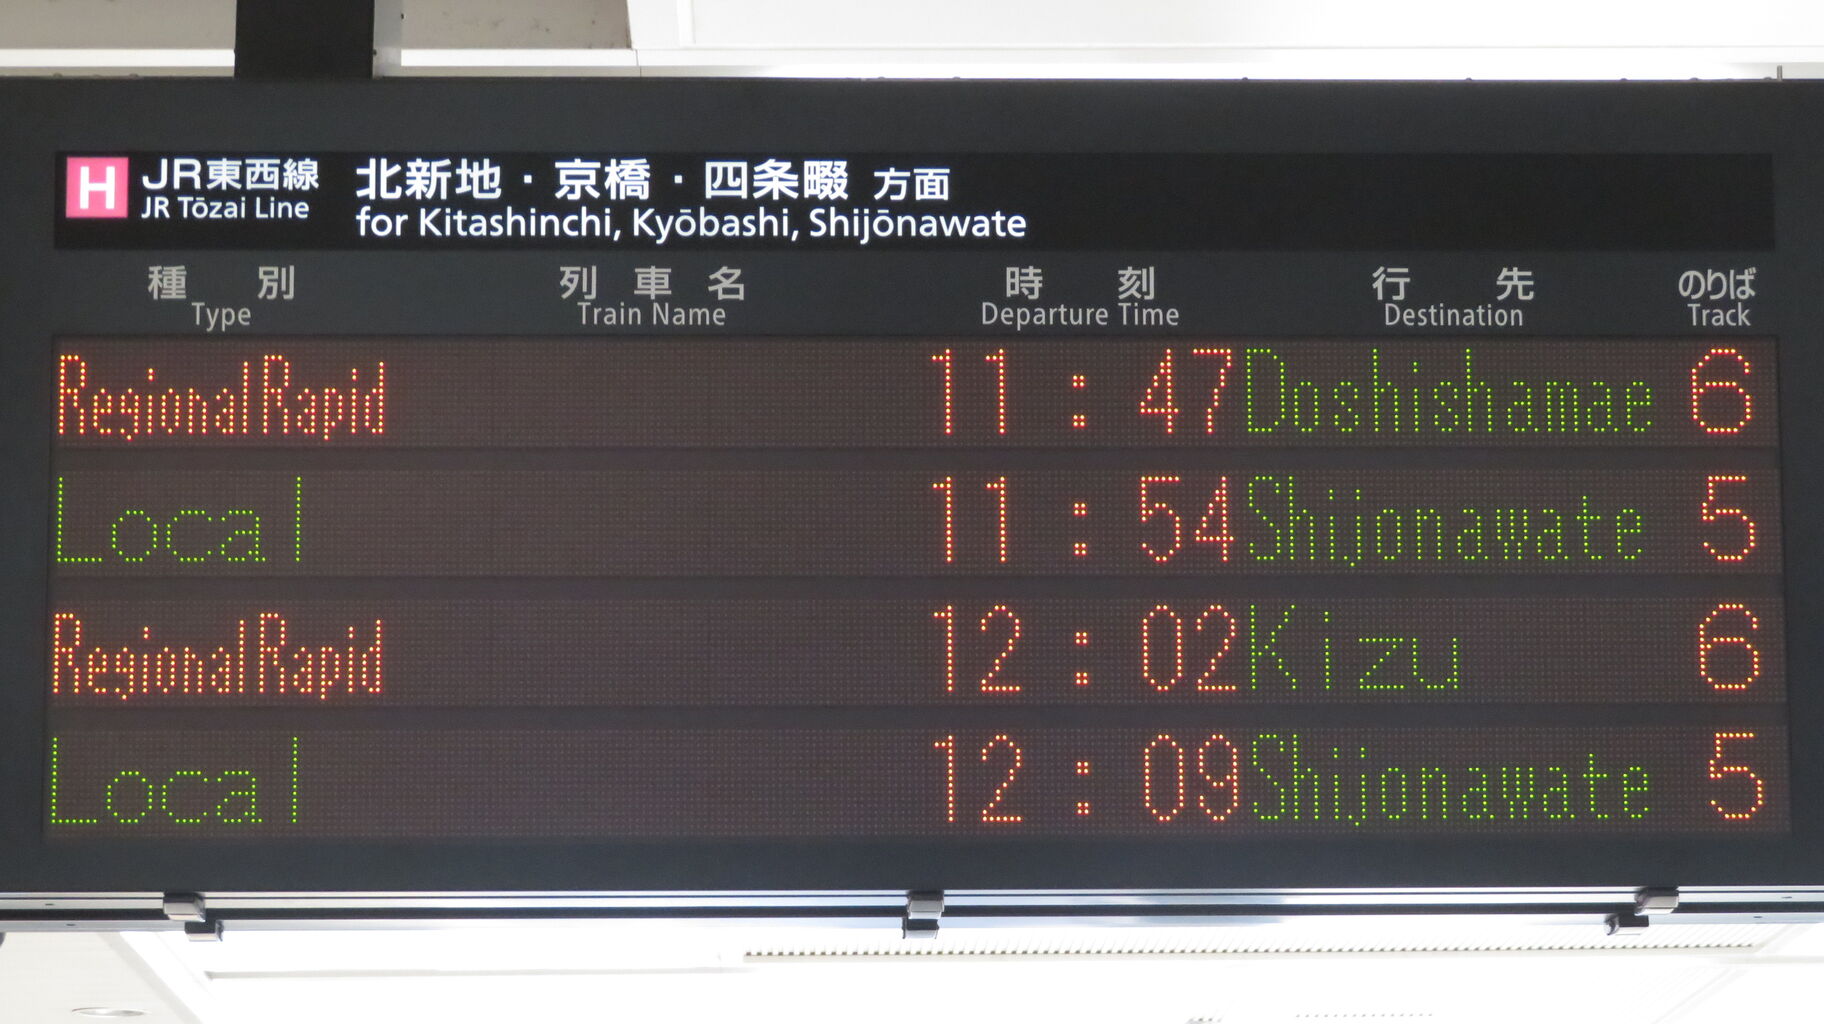 H JR東西線 北新地・京橋・四条畷 方面
JR Tōzai Line for Kitashinchi, Kyōbashi, Shijōnawate
種別 列車名 時刻 行先 のりば
Type Train Name Departure Time Destination Track
Regional Rapid 11:47 Doshishamae 6
Local 11:54 Shijonawate 5
Regional Rapid 12:02 Kizu 6
Local 12:09 Shijonawate 5